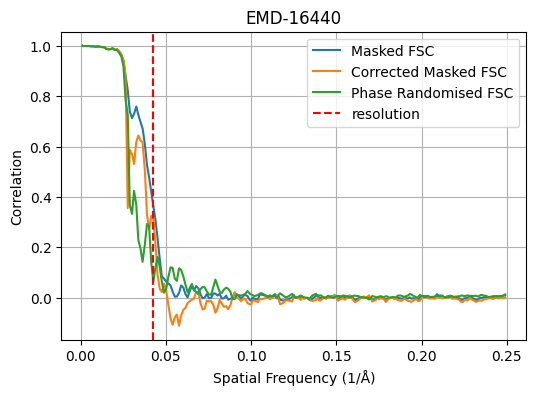 EMD-16440
Masked FSC
Corrected Masked FSC
Phase Randomised FSC
resolution
Correlation
1.0
0.8
0.6
0.4
0.2
0.0
0.00 0.05 0.10 0.15 0.20 0.25
Spatial Frequency (1/Å)